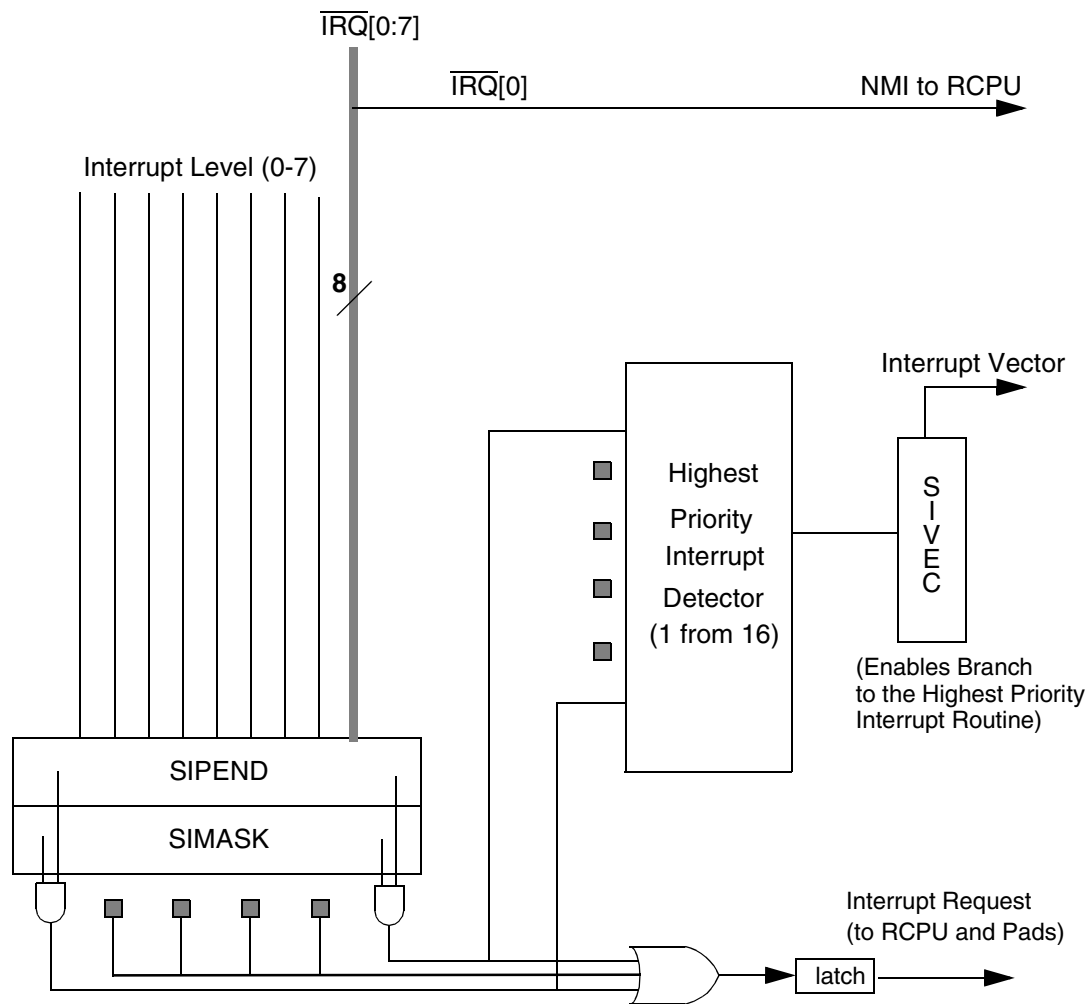 IRQ[0:7]
IRQ[0]
NMI to RCPU
Interrupt Level (0-7)
8
Interrupt Vector
Highest
Priority
Interrupt
Detector
(1 from 16)
S
I
V
E
C
(Enables Branch
to the Highest Priority
Interrupt Routine)
SIPEND
SIMASK
Interrupt Request
(to RCPU and Pads)
latch